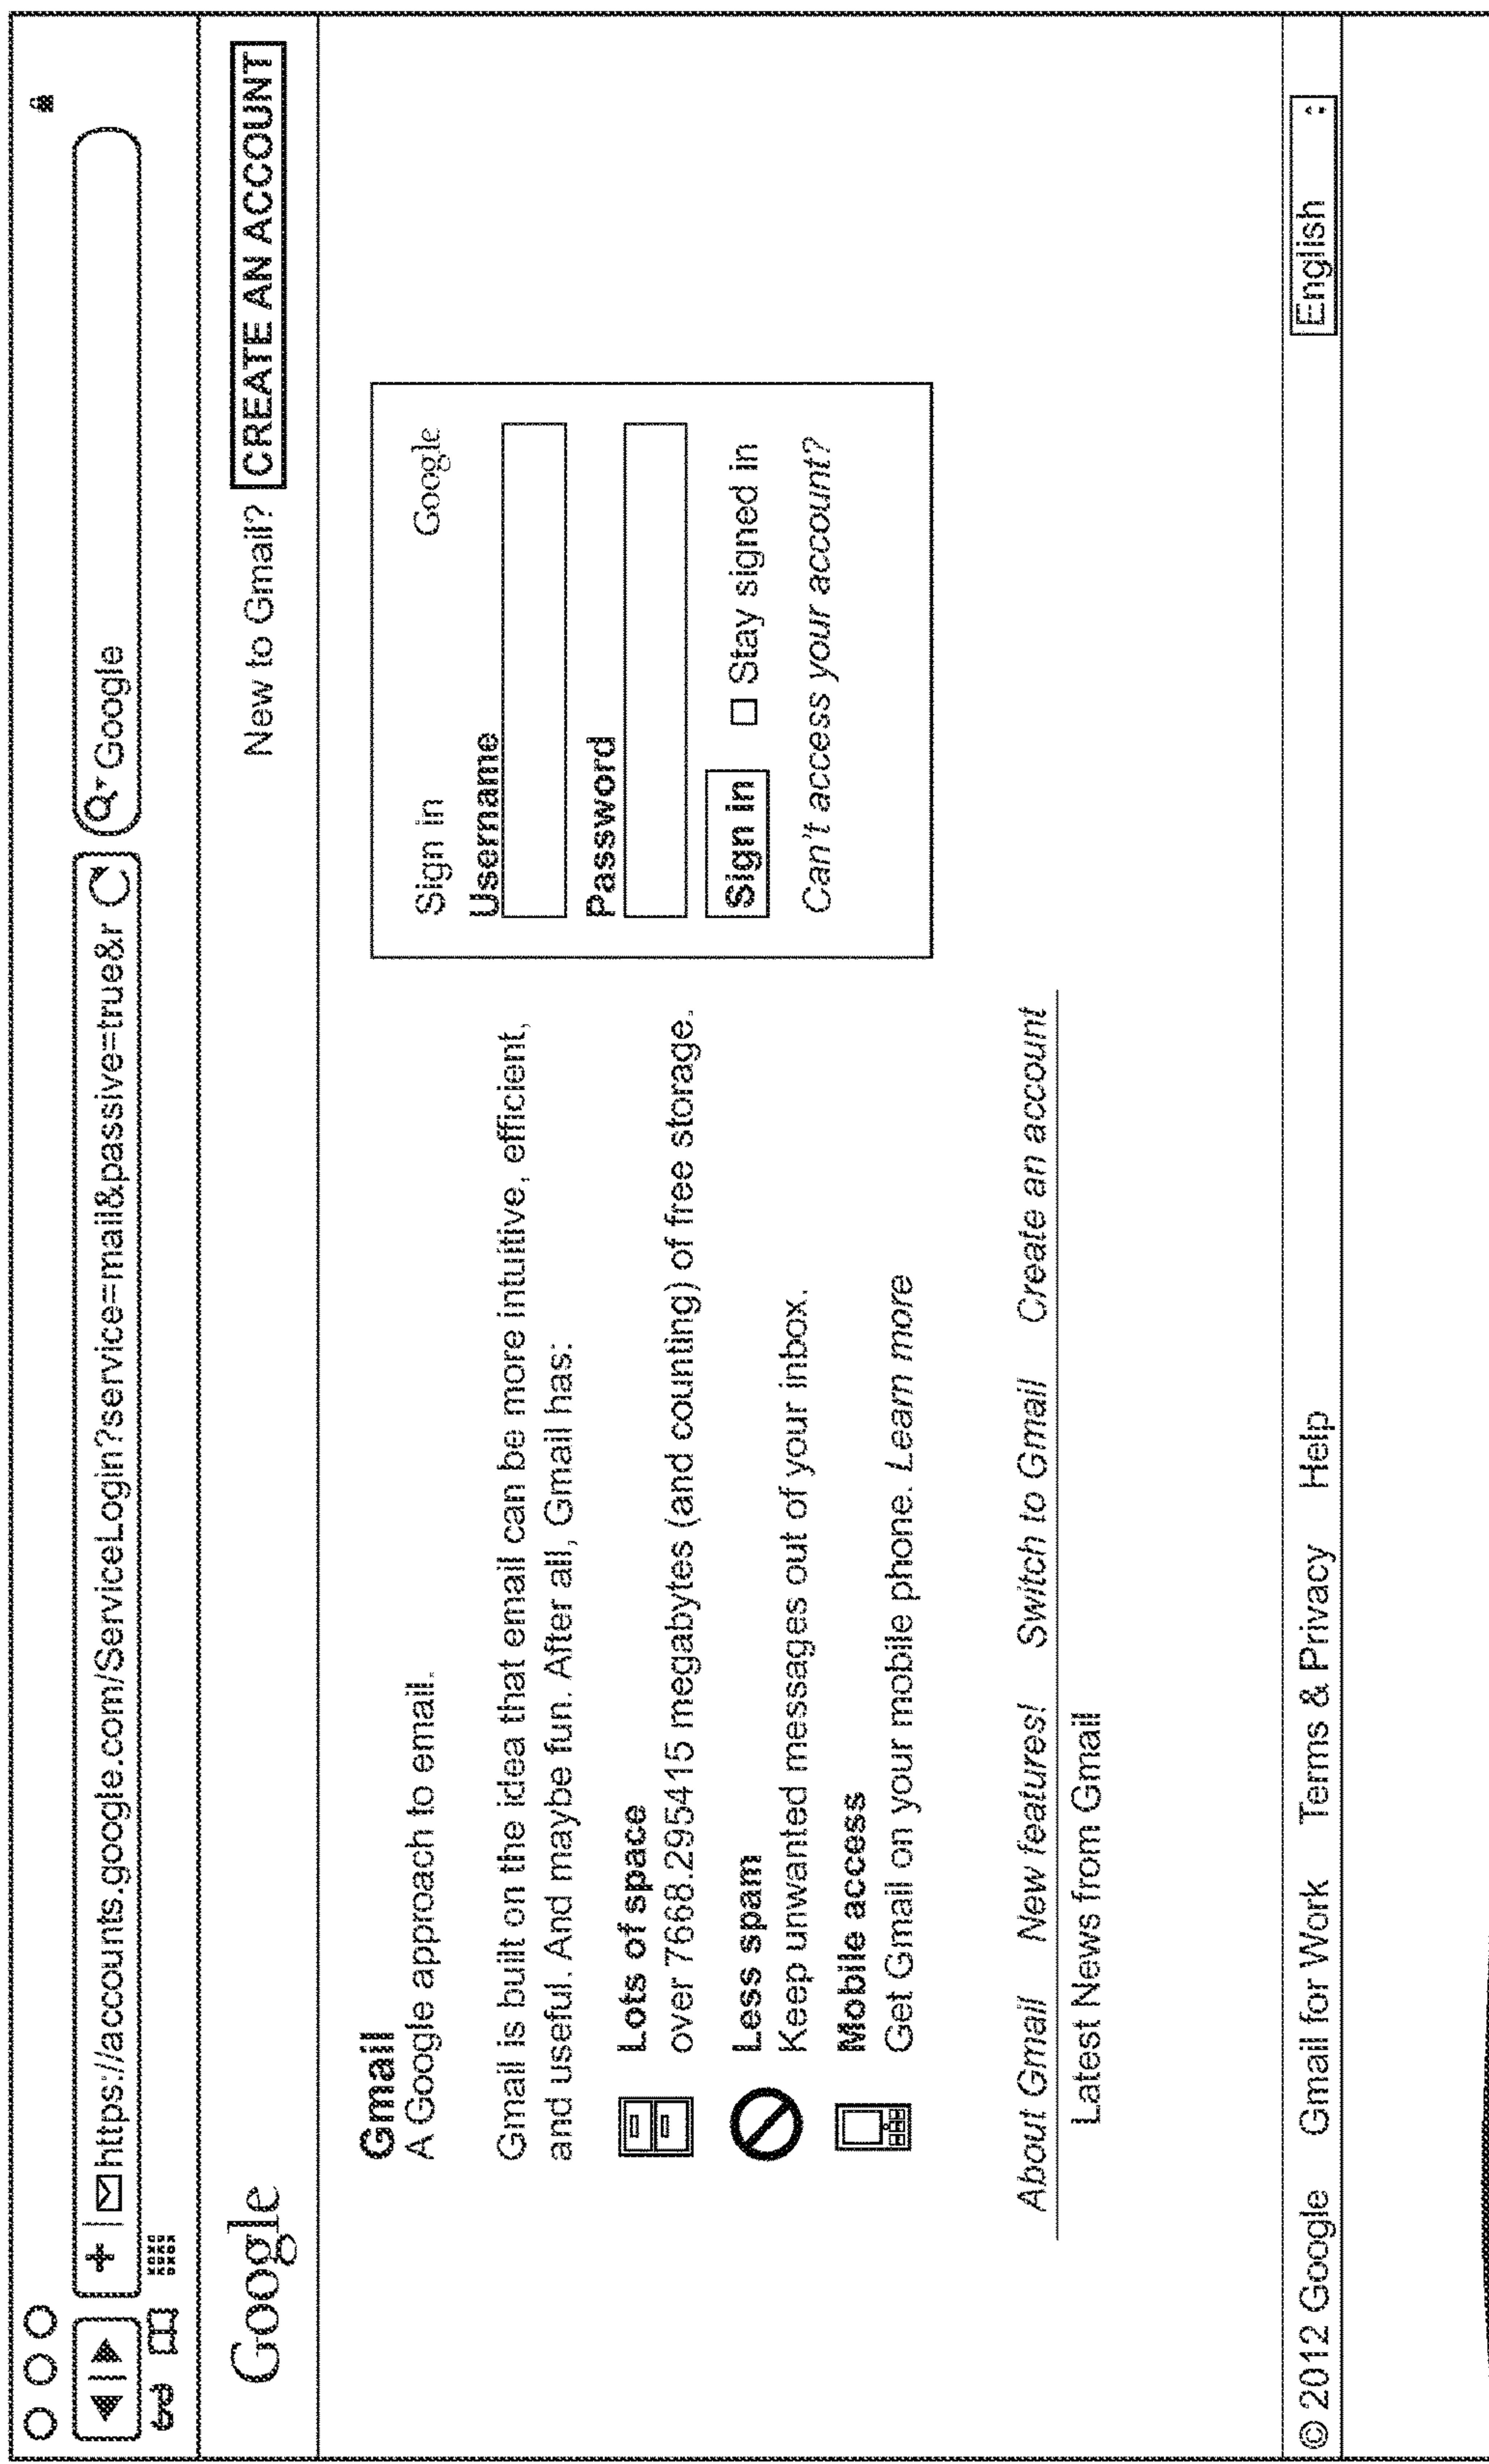 https://accounts.google.com/ServiceLogin?service=mail&passive=true&r
Google
Google
New to Gmail? CREATE AN ACCOUNT
Gmail
A Google approach to email.
Gmail is built on the idea that email can be more intuitive, efficient,
and useful. And maybe fun. After all, Gmail has:
Lots of space
over 7668.295415 megabytes (and counting) of free storage.
Less spam
Keep unwanted messages out of your inbox.
Mobile access
Get Gmail on your mobile phone. Learn more
About Gmail New features! Switch to Gmail Create an account
Latest News from Gmail
Sign in Google
Username
Password
Sign in Stay signed in
Can't access your account?
© 2012 Google Gmail for Work Terms & Privacy Help English